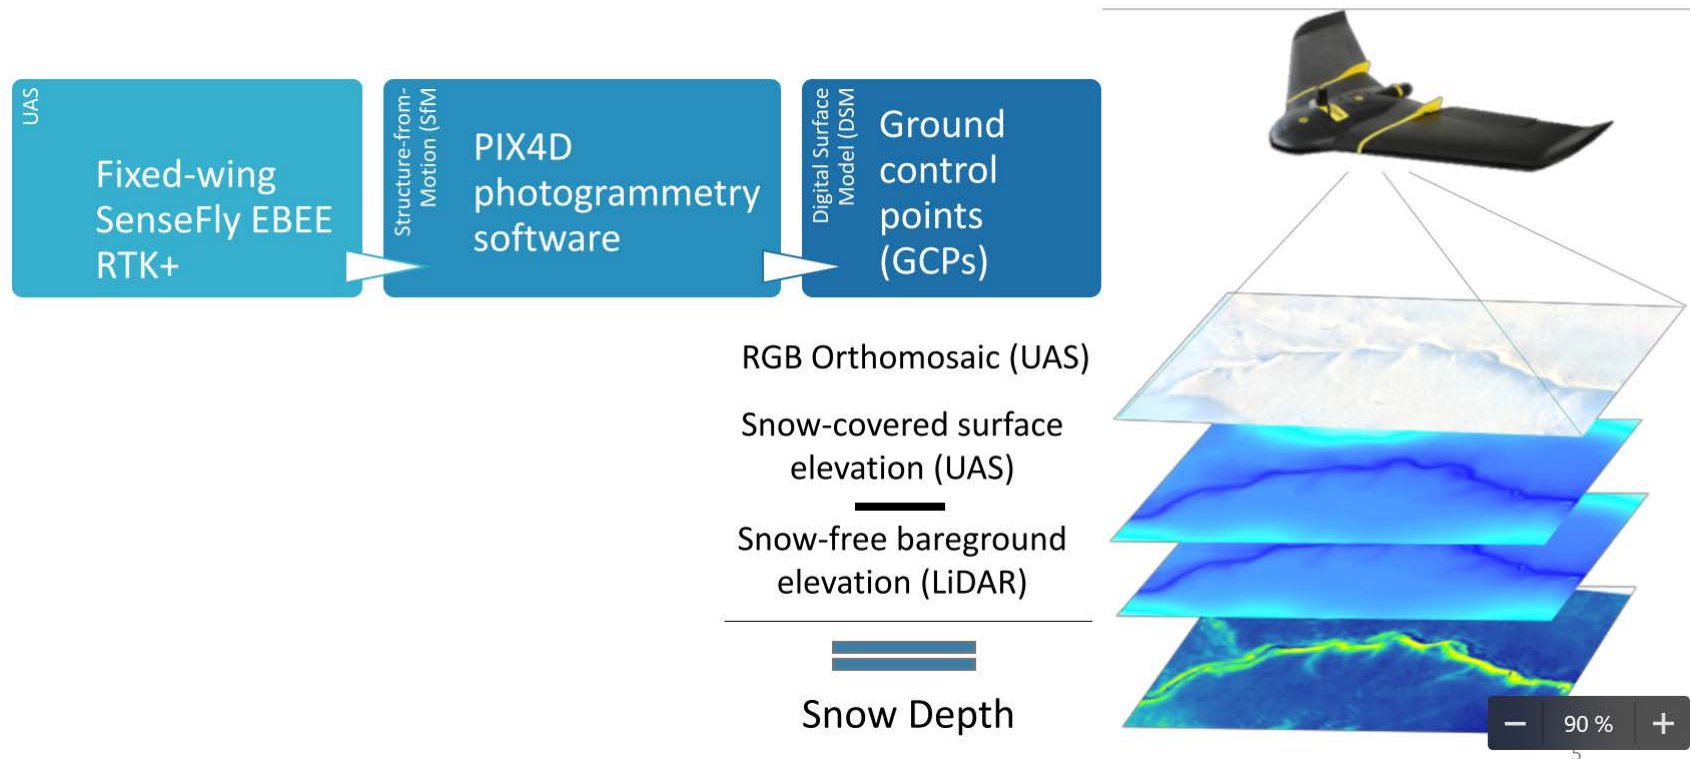 UAS
Fixed-wing
SenseFly EBEE
RTK+
Structure-from-
Motion (SfM
PIX4D
photogrammetry
software
Digital Surface
Model (DSM
Ground
control
points
(GCPs)
RGB Orthomosaic (UAS)
Snow-covered surface
elevation (UAS)
Snow-free bareground
elevation (LiDAR)
Snow Depth
90 %
5